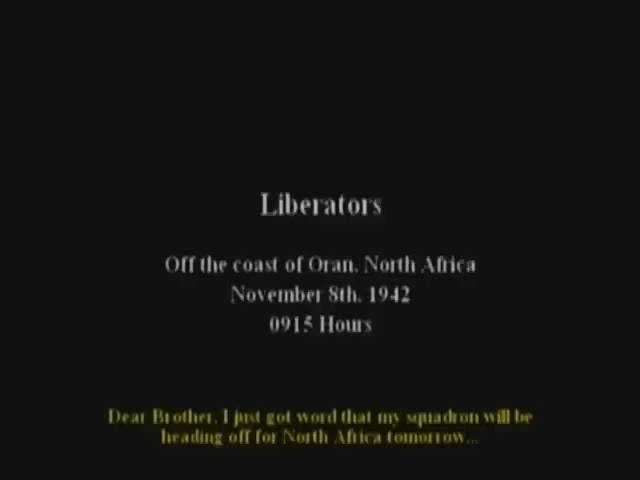 Liberators
Off the coast of Oran, North Africa
November 8th, 1942
0915 Hours
Dear Brother, I just got word that my squadron will be
heading off for North Africa tomorrow...